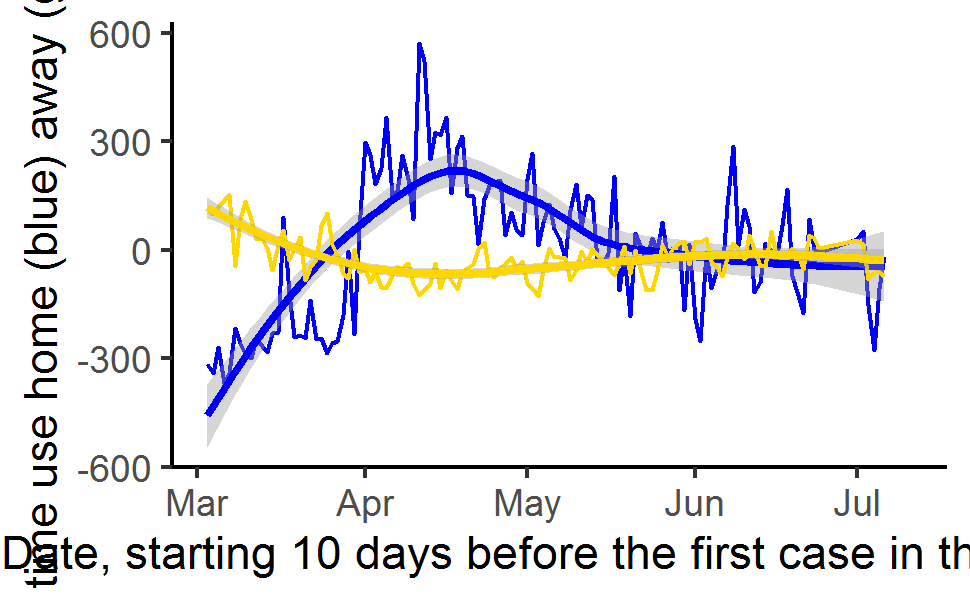 time use home (blue) away (
600
300
0
-300
-600
Mar Apr May Jun Jul
Date, starting 10 days before the first case in th